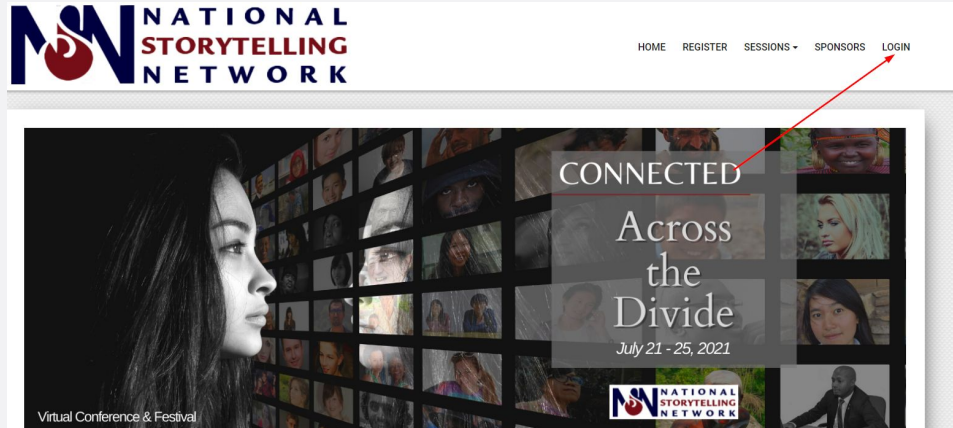 NATIONAL
STORYTELLING
NETWORK
HOME REGISTER SESSIONS SPONSORS LOGIN
CONNECTED
Across
the
Divide
July 21 - 25, 2021
NATIONAL
STORYTELLING
NETWORK
Virtual Conference & Festival